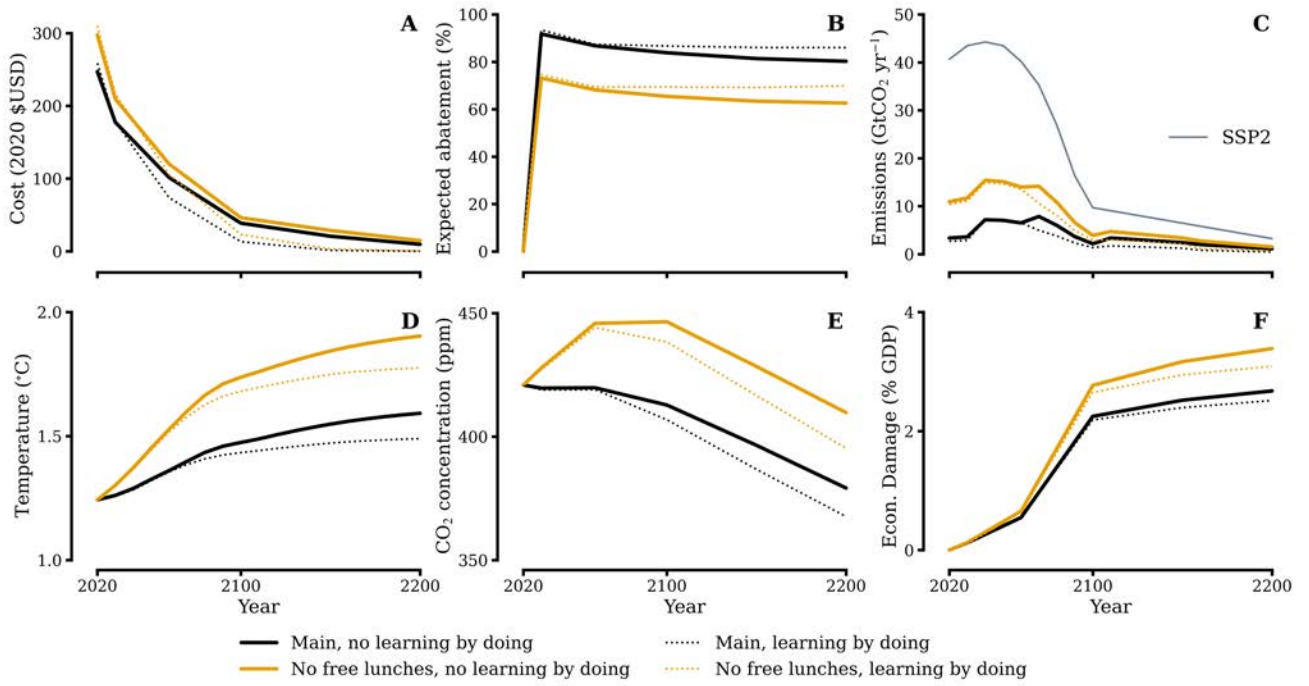 A
B
C
Cost (2020 $USD)
300
200
100
0
Expected abatement (%)
100
80
60
40
20
0
Emissions (GtCO₂ yr⁻¹)
50
40
30
20
10
0
SSP2
D
E
F
Temperature (°C)
2.0
1.5
1.0
CO₂ concentration (ppm)
450
400
350
Econ. Damage (% GDP)
4
2
0
2020 2100 2200
2020 2100 2200
2020 2100 2200
Year
Year
Year
Main, no learning by doing
Main, learning by doing
No free lunches, no learning by doing
No free lunches, learning by doing